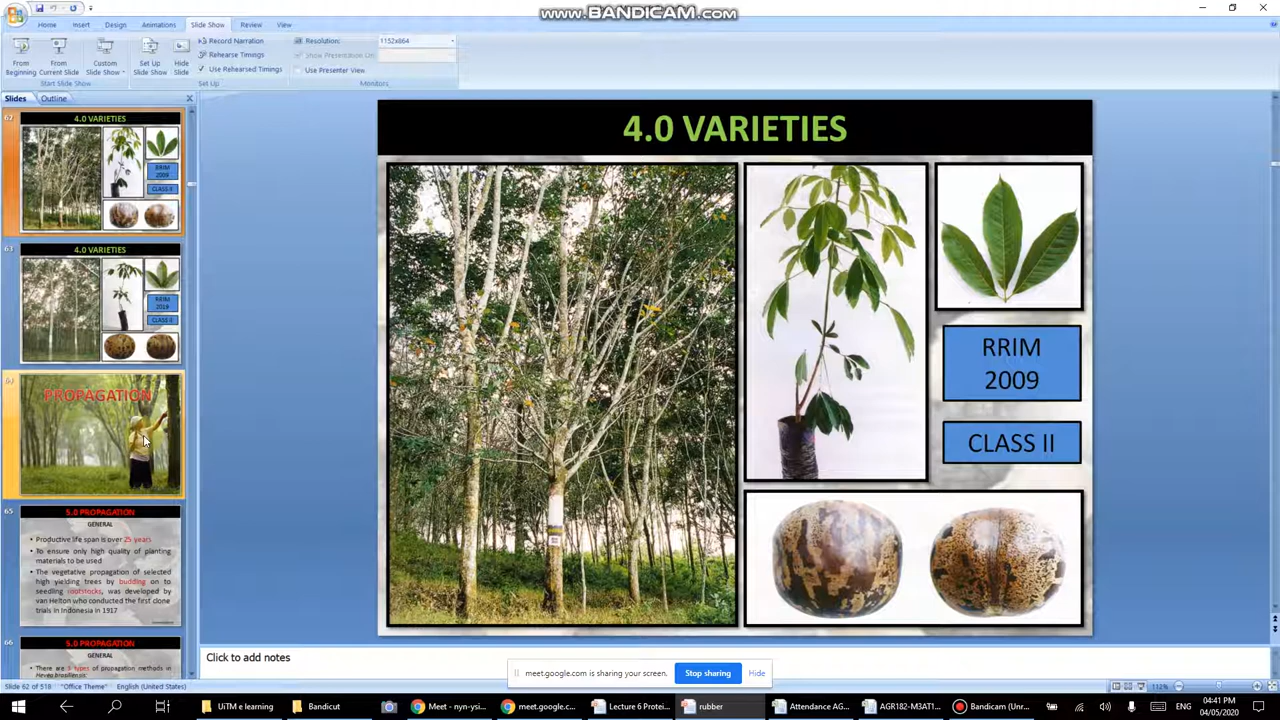 www.BANDICAM.com
Home Insert Design Animations Slide Show Review View
From Beginning
From Current Slide
Custom Slide Show
Set Up Slide Show
Hide Slide
Record Narration
Rehearse Timings
Use Rehearsed Timings
Resolution: 1152x864
Show Presentation On:
Use Presenter View
Start Slide Show
Set Up
Monitors
Slides Outline
62
4.0 VARIETIES
RRIM
2009
CLASS II
63
4.0 VARIETIES
RRIM
2019
CLASS II
64
PROPAGATION
65
5.0 PROPAGATION
GENERAL
• Productive life span is over 25 years
• To ensure only high quality of planting
materials to be used
• The vegetative propagation of selected
high yielding trees by budding on to
seedling rootstocks, was developed by
van Helton who conducted the first clone
trials in Indonesia in 1917
66
5.0 PROPAGATION
GENERAL
• There are 3 types of propagation methods in
Hevea brasiliensis:
4.0 VARIETIES
RRIM
2009
CLASS II
Click to add notes
meet.google.com is sharing your screen.
Stop sharing
Hide
Slide 62 of 518 "Office Theme" English (United States)
112%
UiTM e learning
Bandicut
Meet - nyn-ysi...
meet.google.c...
Lecture 6 Protei...
rubber
Attendance AG...
AGR182-M3AT1...
Bandicam (Unr...
ENG
04:41 PM
04/05/2020